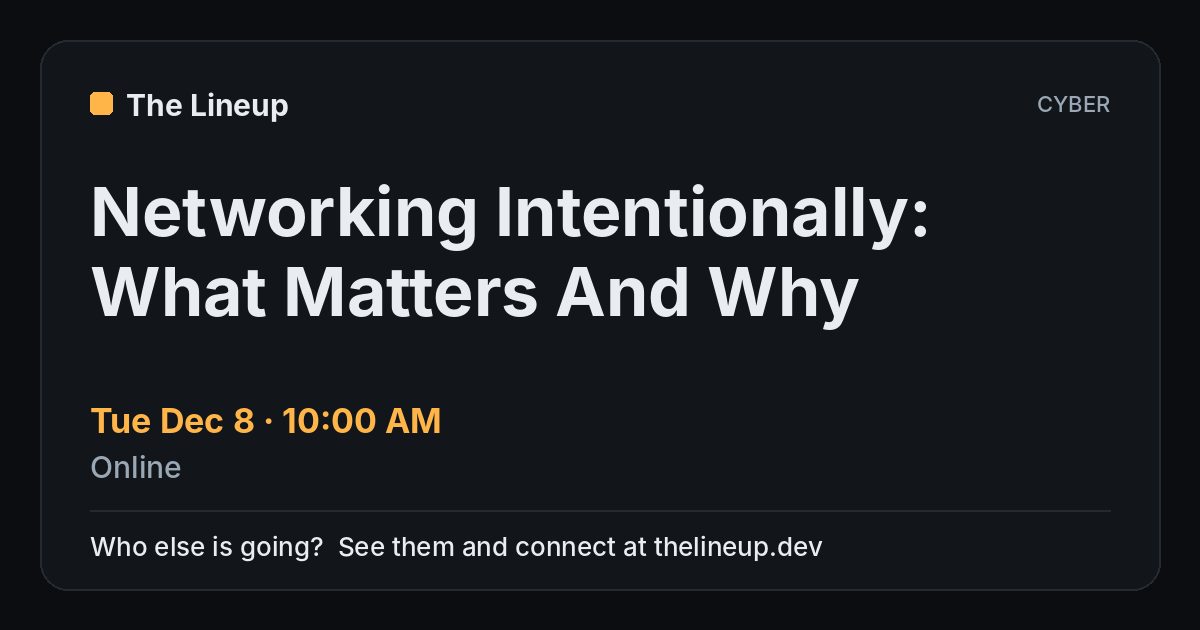 The Lineup
CYBER
Networking Intentionally:
What Matters And Why
Tue Dec 8 · 10:00 AM
Online
Who else is going? See them and connect at thelineup.dev